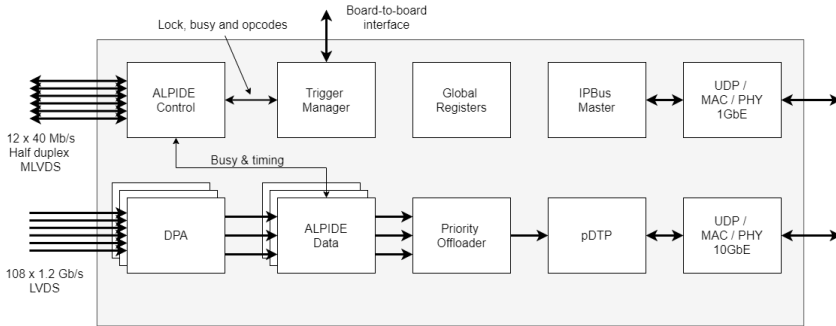 Board-to-board
interface
Lock, busy and opcodes
ALPIDE
Control
Trigger
Manager
Global
Registers
IPBus
Master
UDP /
MAC / PHY
1GbE
12 x 40 Mb/s
Half duplex
MLVDS
Busy & timing
DPA
ALPIDE
Data
Priority
Offloader
pDTP
UDP /
MAC / PHY
10GbE
108 x 1.2 Gb/s
LVDS